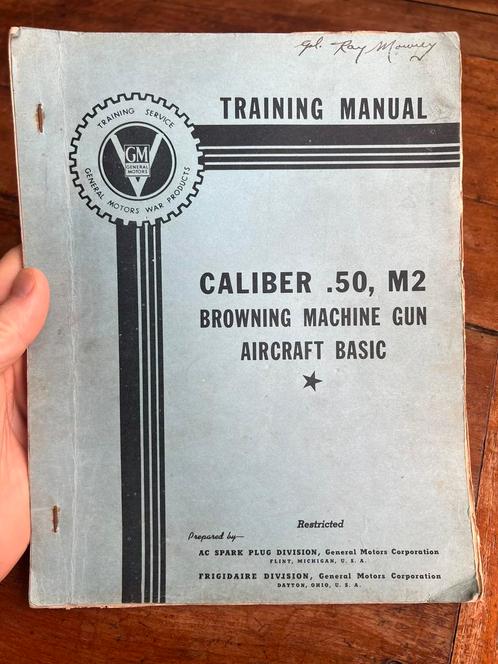 Cpl. Ray Mowrey
TRAINING MANUAL
TRAINING SERVICE
GM
GENERAL
MOTORS
GENERAL MOTORS WAR PRODUCTS
CALIBER .50, M2
BROWNING MACHINE GUN
AIRCRAFT BASIC
Restricted
Prepared by—
AC SPARK PLUG DIVISION, General Motors Corporation
FLINT, MICHIGAN, U. S. A.
FRIGIDAIRE DIVISION, General Motors Corporation
DAYTON, OHIO, U. S. A.